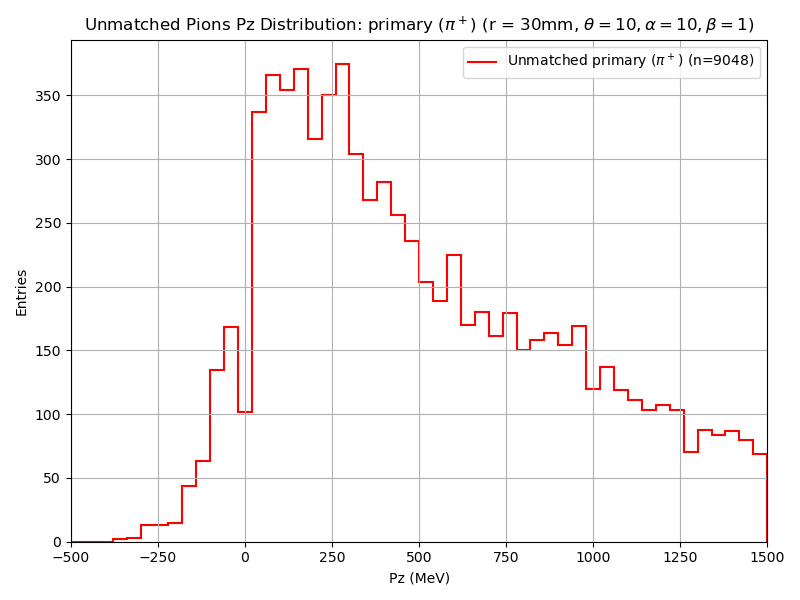 Unmatched Pions Pz Distribution: primary (π⁺) (r = 30mm, θ = 10, α = 10, β = 1)
Unmatched primary (π⁺) (n=9048)
350
300
250
200
150
100
50
0
Entries
−500 −250 0 250 500 750 1000 1250 1500
Pz (MeV)